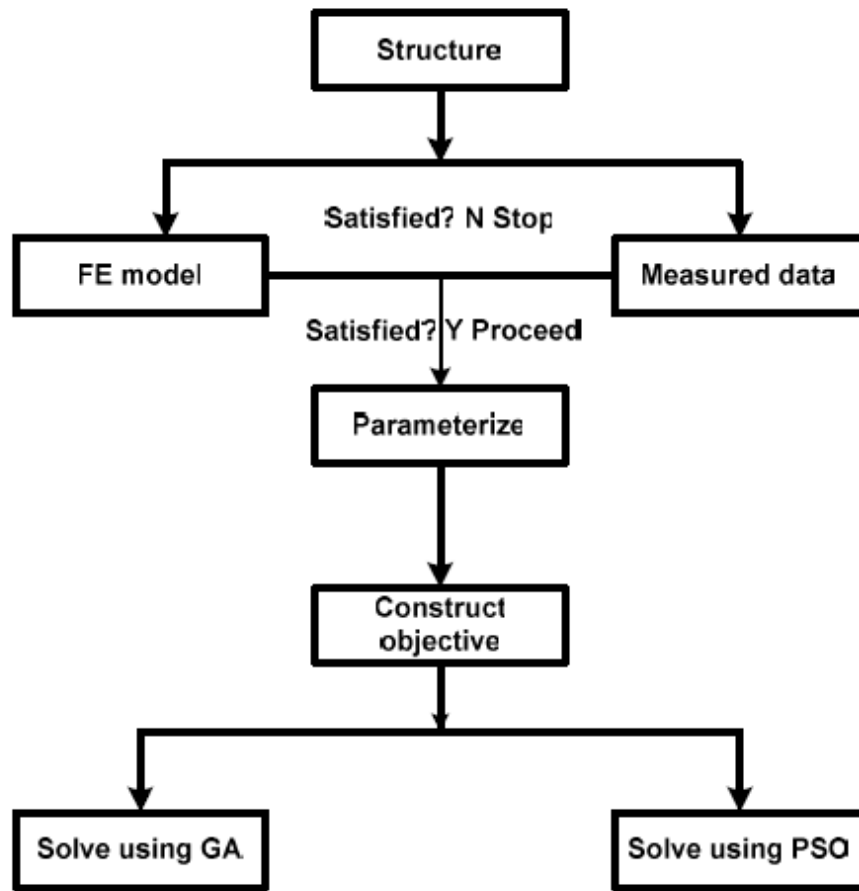 Structure
Satisfied? N Stop
FE model
Measured data
Satisfied? Y Proceed
Parameterize
Construct
objective
Solve using GA
Solve using PSO